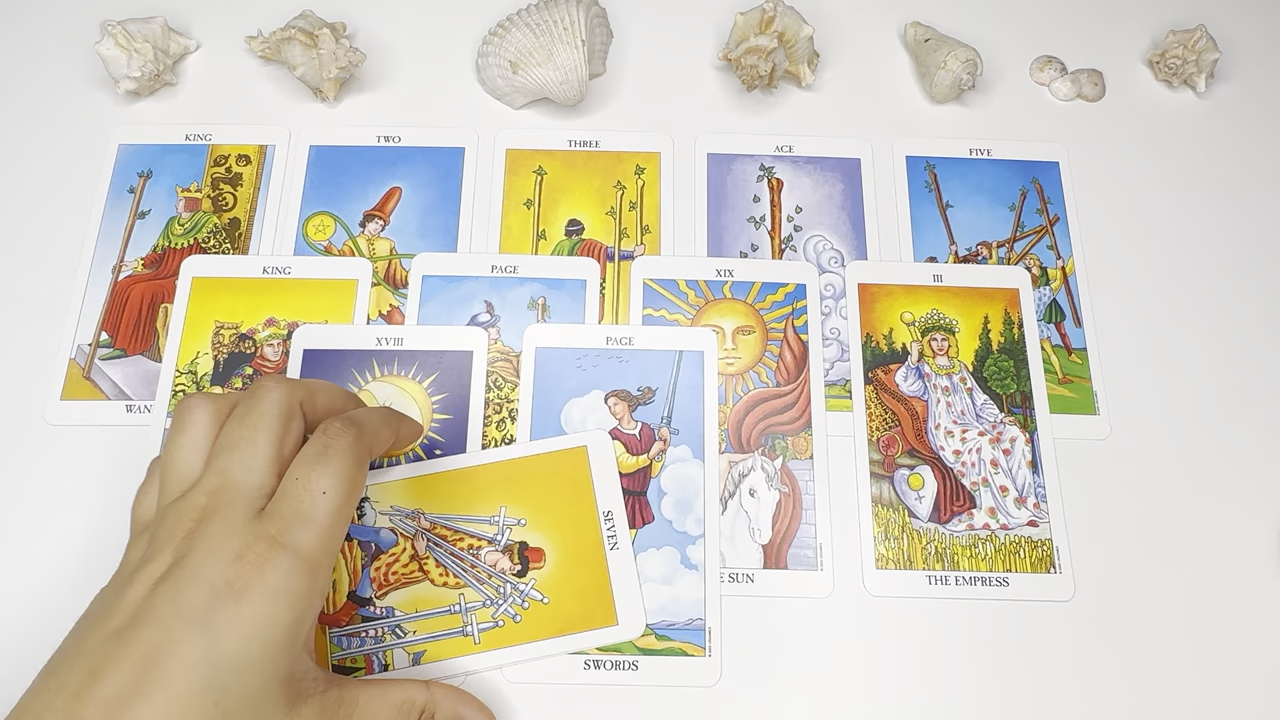 KING
TWO
THREE
ACE
FIVE
WAN
KING
PAGE
XIX
III
E SUN
THE EMPRESS
XVIII
PAGE
SWORDS
SEVEN